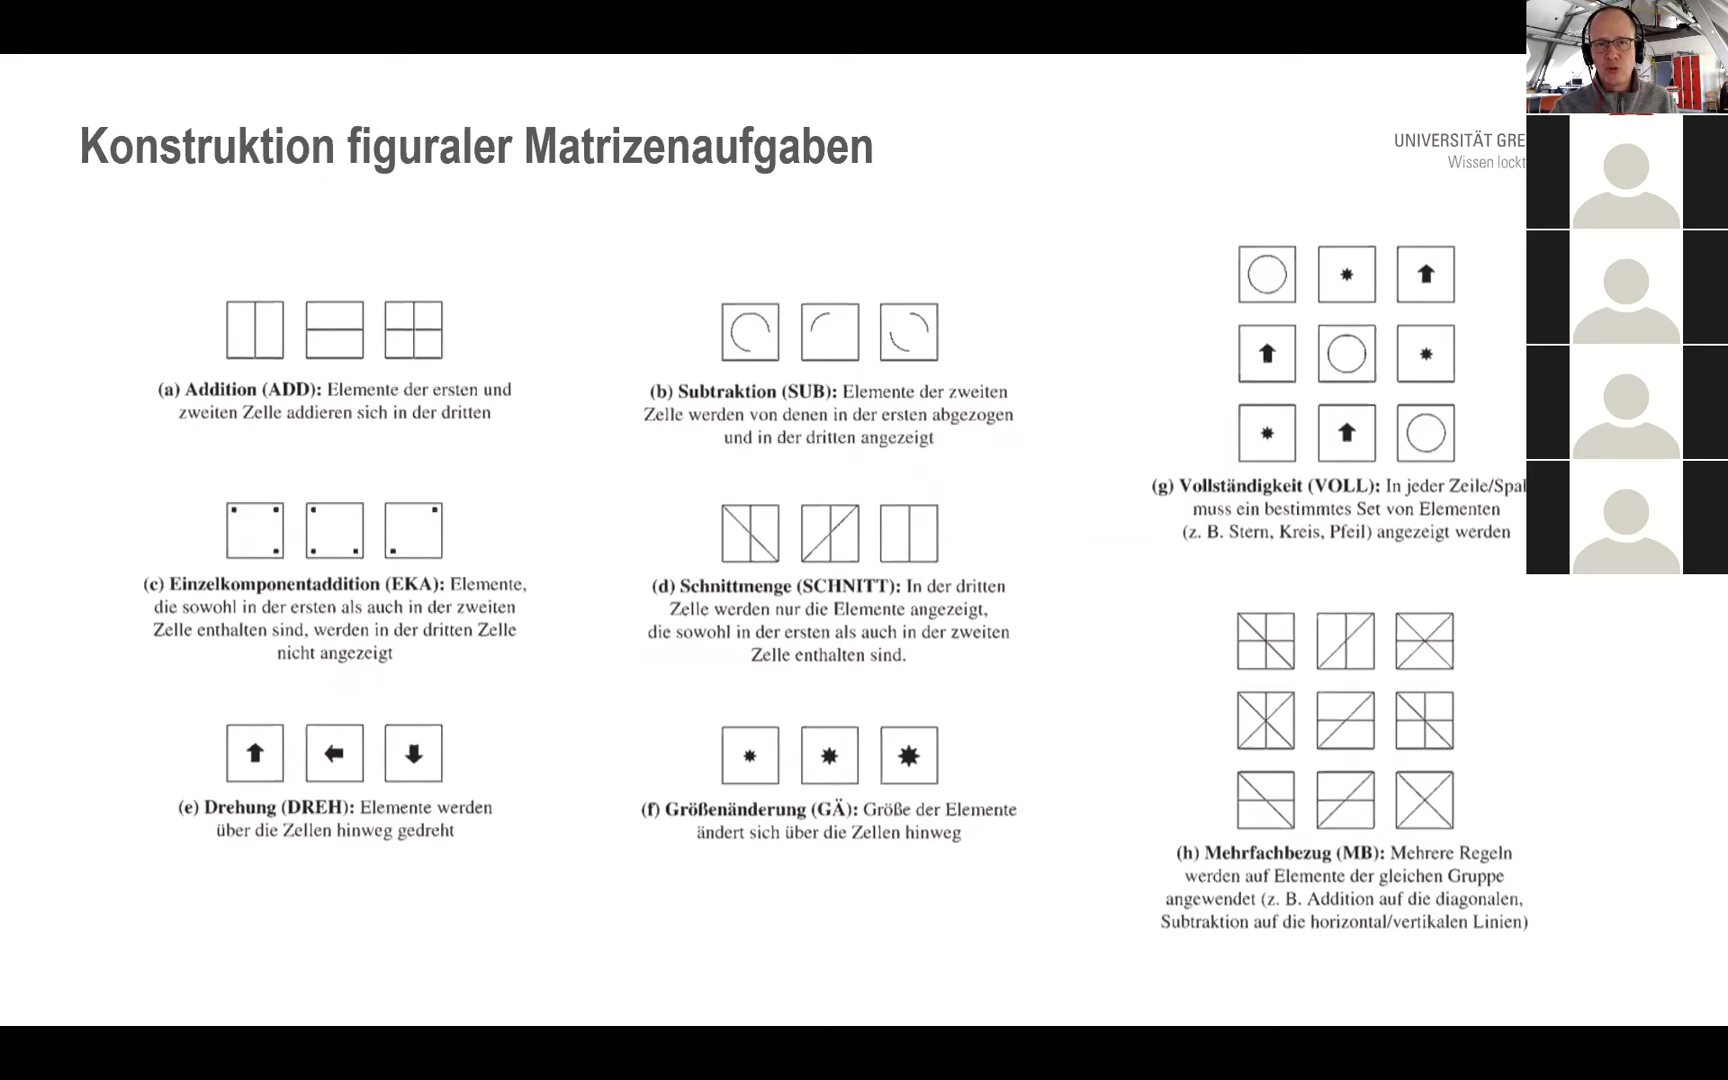 Konstruktion figuraler Matrizenaufgaben
UNIVERSITÄT GRE
Wissen lockt
(a) Addition (ADD): Elemente der ersten und
zweiten Zelle addieren sich in der dritten
(b) Subtraktion (SUB): Elemente der zweiten
Zelle werden von denen in der ersten abgezogen
und in der dritten angezeigt
(c) Einzelkomponentaddition (EKA): Elemente,
die sowohl in der ersten als auch in der zweiten
Zelle enthalten sind, werden in der dritten Zelle
nicht angezeigt
(d) Schnittmenge (SCHNITT): In der dritten
Zelle werden nur die Elemente angezeigt,
die sowohl in der ersten als auch in der zweiten
Zelle enthalten sind.
(e) Drehung (DREH): Elemente werden
über die Zellen hinweg gedreht
(f) Größenänderung (GÄ): Größe der Elemente
ändert sich über die Zellen hinweg
(g) Vollständigkeit (VOLL): In jeder Zeile/Spal
muss ein bestimmtes Set von Elementen
(z. B. Stern, Kreis, Pfeil) angezeigt werden
(h) Mehrfachbezug (MB): Mehrere Regeln
werden auf Elemente der gleichen Gruppe
angewendet (z. B. Addition auf die diagonalen,
Subtraktion auf die horizontal/vertikalen Linien)